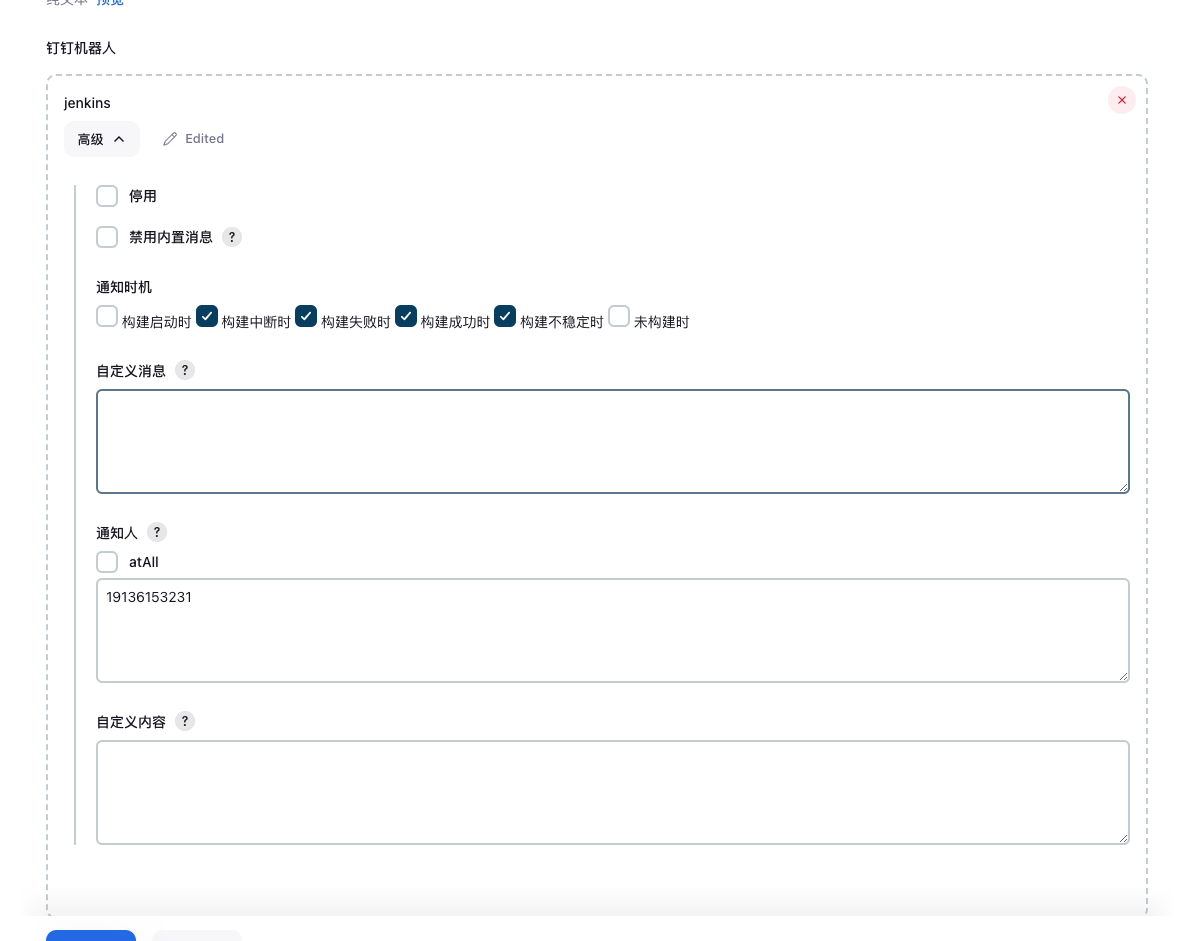 纯文本 预览
钉钉机器人
jenkins
高级 Edited
停用
禁用内置消息 ?
通知时机
构建启动时 构建中断时 构建失败时 构建成功时 构建不稳定时 未构建时
自定义消息 ?
通知人 ?
atAll
19136153231
自定义内容 ?